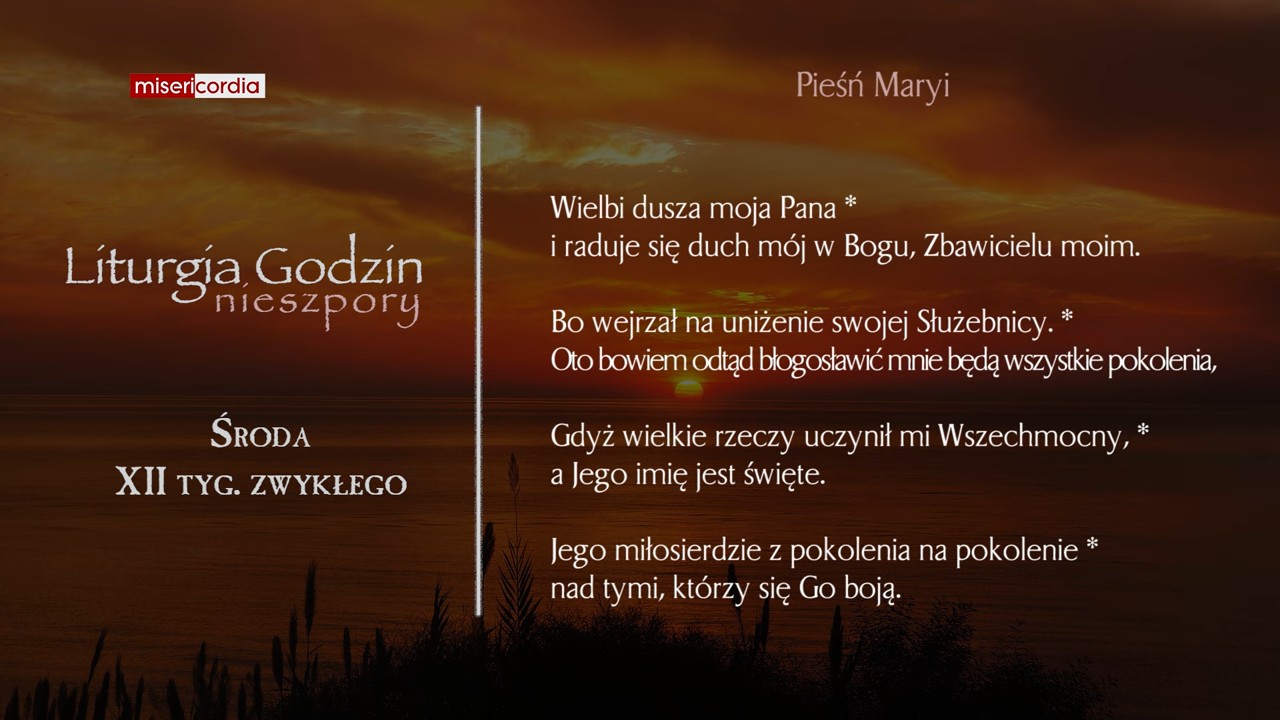 misericordia
Liturgia Godzin
nieszpory
Środa
XII tyg. zwykłego
Pieśń Maryi
Wielbi dusza moja Pana *
i raduje się duch mój w Bogu, Zbawicielu moim.
Bo wejrzał na uniżenie swojej Służebnicy. *
Oto bowiem odtąd błogosławić mnie będą wszystkie pokolenia,
Gdyż wielkie rzeczy uczynił mi Wszechmocny, *
a Jego imię jest święte.
Jego miłosierdzie z pokolenia na pokolenie *
nad tymi, którzy się Go boją.